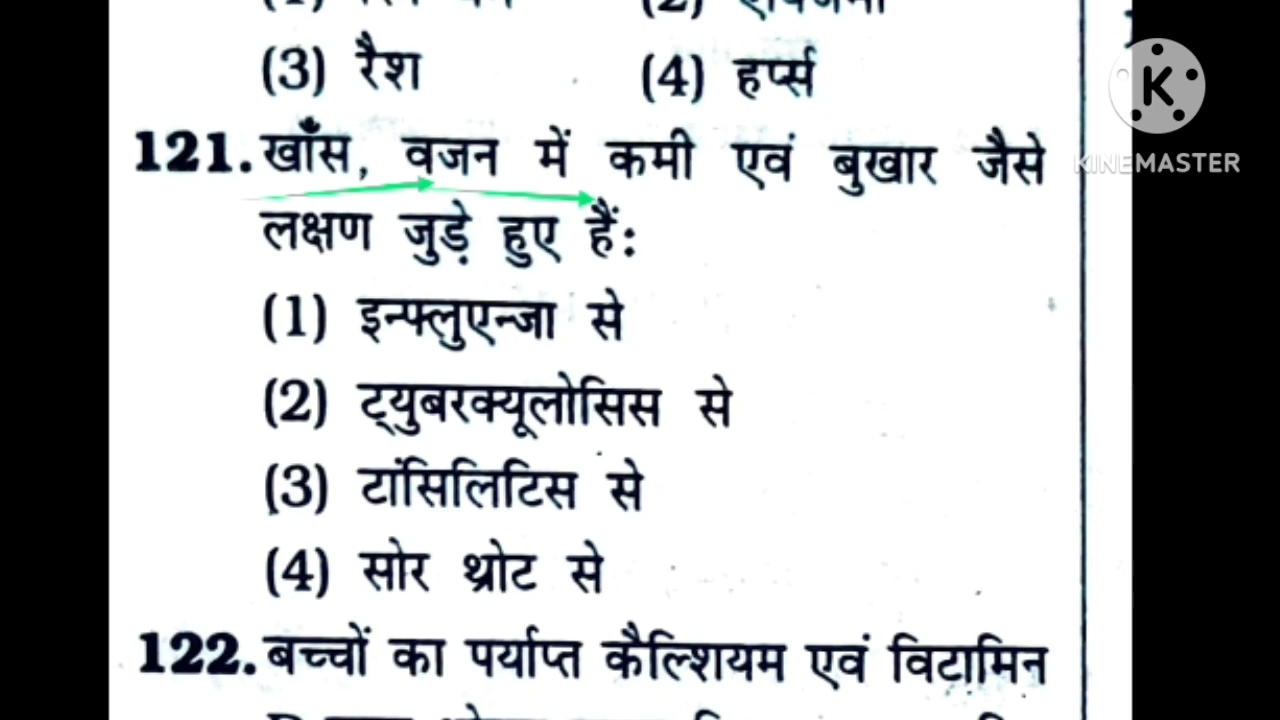 (3) रैश (4) हर्प्स
121. खाँस, वजन में कमी एवं बुखार जैसे
लक्षण जुड़े हुए हैं:
(1) इन्फ्लुएन्जा से
(2) ट्युबरक्यूलोसिस से
(3) टांसिलिटिस से
(4) सोर थ्रोट से
122. बच्चों का पर्याप्त कैल्शियम एवं विटामिन
K
KINEMASTER